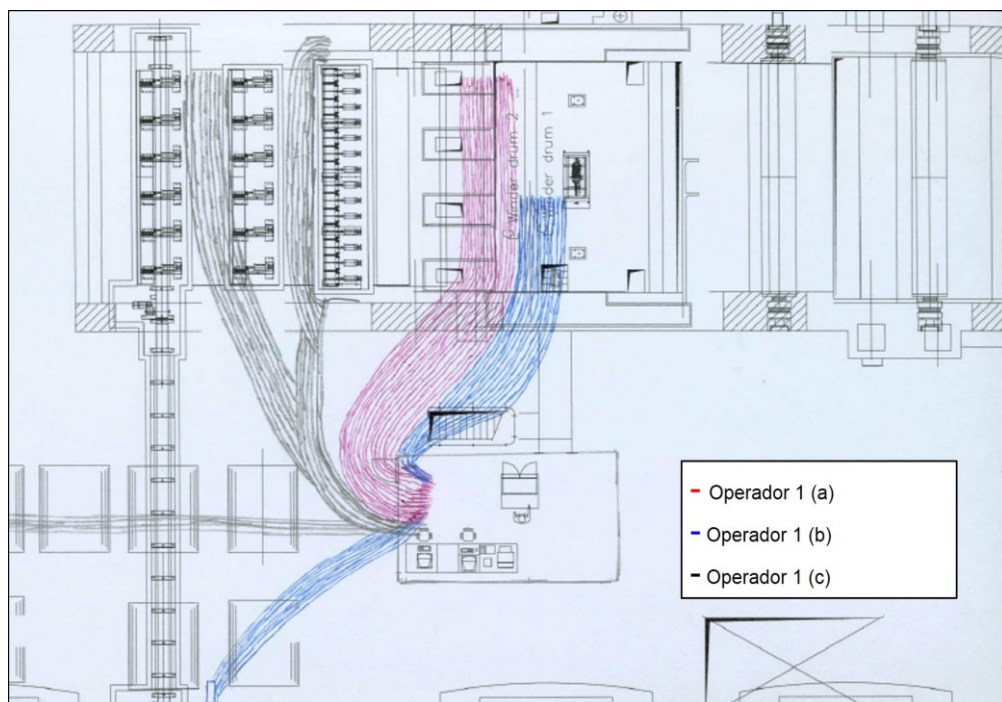 Winder drum 2
Winder drum 1
Operador 1 (a)
Operador 1 (b)
Operador 1 (c)